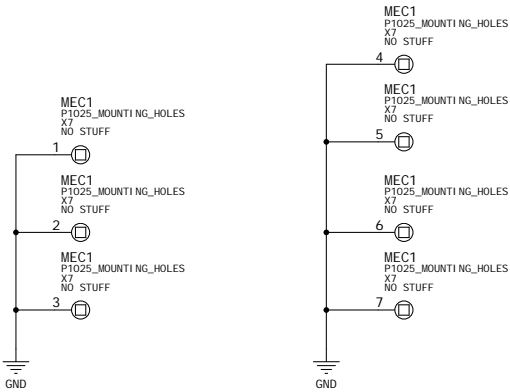 MEC1
P1025_MOUNTING_HOLES
X7
NO STUFF
1
MEC1
P1025_MOUNTING_HOLES
X7
NO STUFF
2
MEC1
P1025_MOUNTING_HOLES
X7
NO STUFF
3
GND
MEC1
P1025_MOUNTING_HOLES
X7
NO STUFF
4
MEC1
P1025_MOUNTING_HOLES
X7
NO STUFF
5
MEC1
P1025_MOUNTING_HOLES
X7
NO STUFF
6
MEC1
P1025_MOUNTING_HOLES
X7
NO STUFF
7
GND